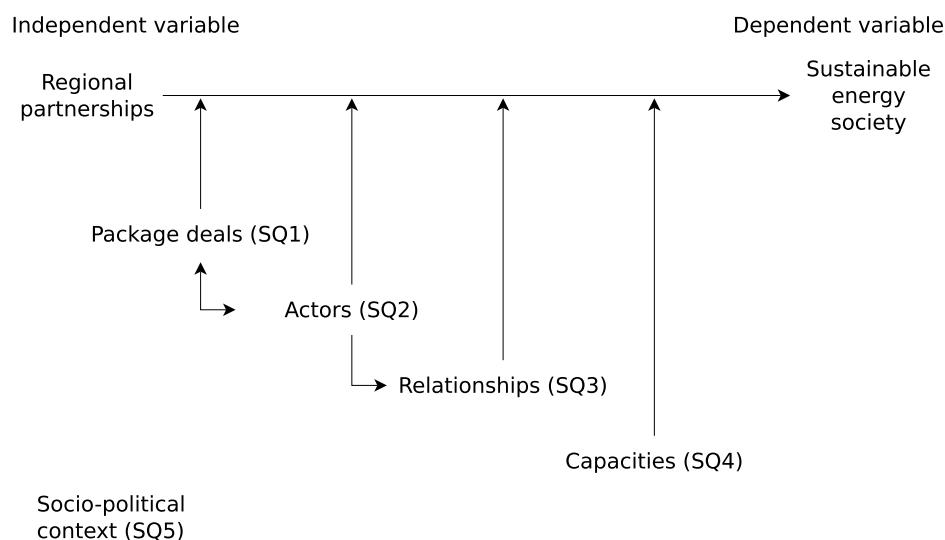 Independent variable
Dependent variable
Regional
partnerships
Sustainable
energy
society
Package deals (SQ1)
Actors (SQ2)
Relationships (SQ3)
Capacities (SQ4)
Socio-political
context (SQ5)